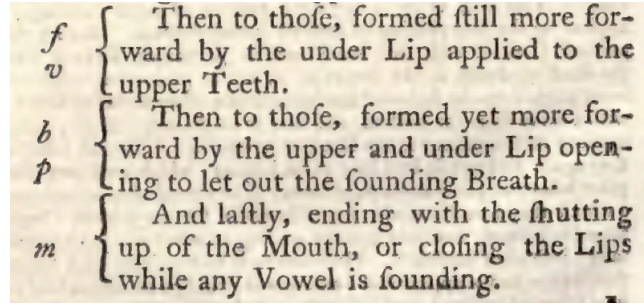 f { Then to thoſe, formed ſtill more for-
v ward by the under Lip applied to the
upper Teeth.
b { Then to thoſe, formed yet more for-
p ward by the upper and under Lip open-
ing to let out the ſounding Breath.
And laſtly, ending with the ſhutting
m { up of the Mouth, or cloſing the Lips
while any Vowel is ſounding.